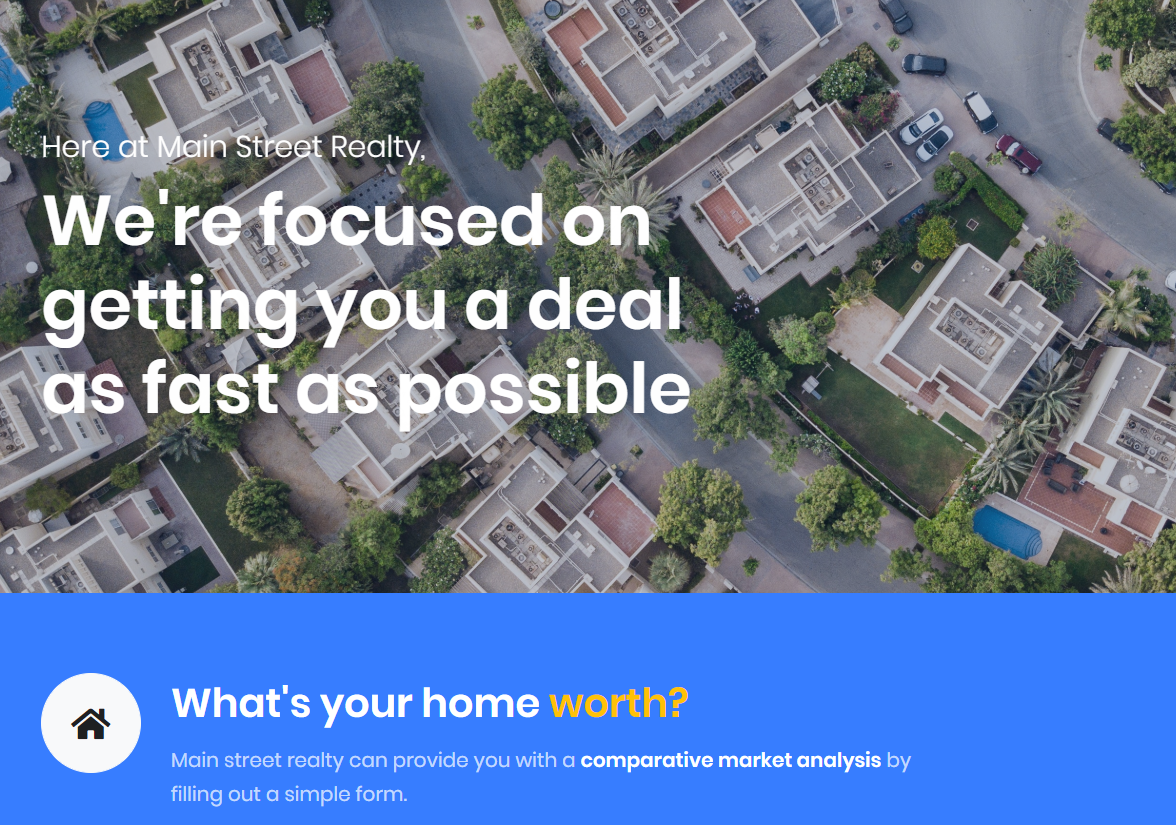 Here at Main Street Realty,
We're focused on
getting you a deal
as fast as possible
What's your home worth?
Main street realty can provide you with a comparative market analysis by
filling out a simple form.